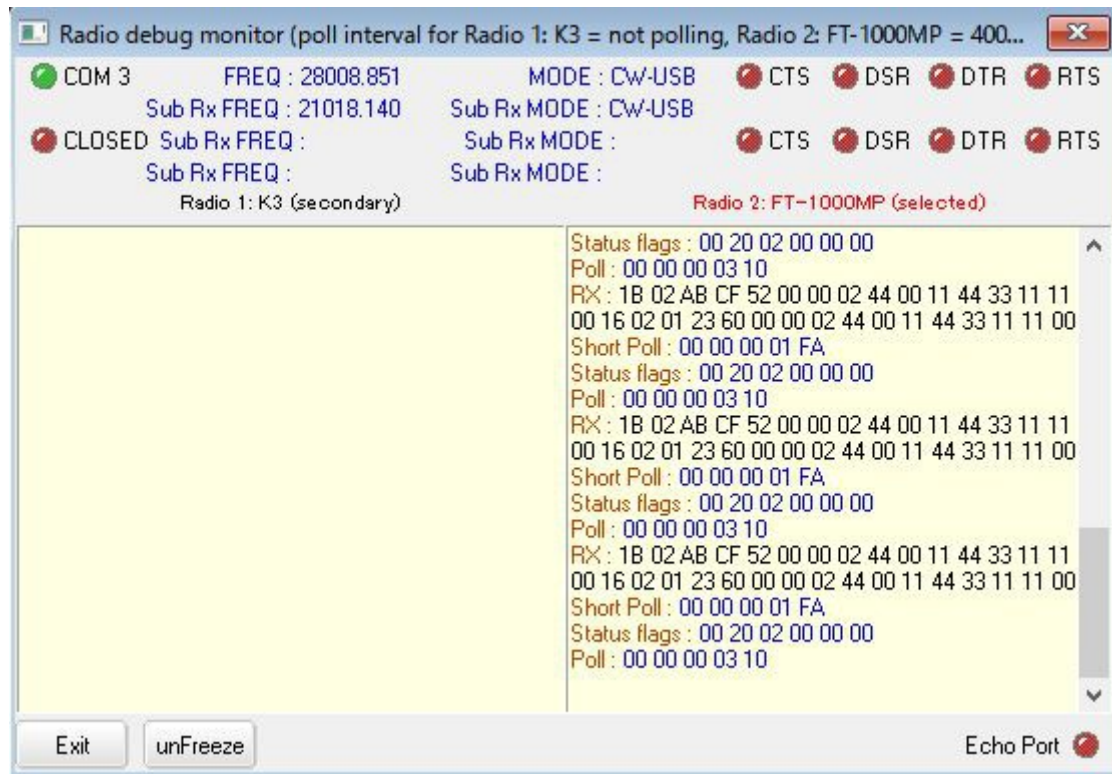 Radio debug monitor (poll interval for Radio 1: K3 = not polling, Radio 2: FT-1000MP = 400...
COM 3 FREQ : 28008.851 MODE : CW-USB CTS DSR DTR RTS
Sub Rx FREQ : 21018.140 Sub Rx MODE : CW-USB
CLOSED Sub Rx FREQ : Sub Rx MODE : CTS DSR DTR RTS
Sub Rx FREQ : Sub Rx MODE :
Radio 1: K3 (secondary) Radio 2: FT-1000MP (selected)
Status flags : 00 20 02 00 00 00
Poll : 00 00 00 03 10
RX : 1B 02 AB CF 52 00 00 02 44 00 11 44 33 11 11
00 16 02 01 23 60 00 00 02 44 00 11 44 33 11 11 00
Short Poll : 00 00 00 01 FA
Status flags : 00 20 02 00 00 00
Poll : 00 00 00 03 10
RX : 1B 02 AB CF 52 00 00 02 44 00 11 44 33 11 11
00 16 02 01 23 60 00 00 02 44 00 11 44 33 11 11 00
Short Poll : 00 00 00 01 FA
Status flags : 00 20 02 00 00 00
Poll : 00 00 00 03 10
RX : 1B 02 AB CF 52 00 00 02 44 00 11 44 33 11 11
00 16 02 01 23 60 00 00 02 44 00 11 44 33 11 11 00
Short Poll : 00 00 00 01 FA
Status flags : 00 20 02 00 00 00
Poll : 00 00 00 03 10
Exit unFreeze Echo Port